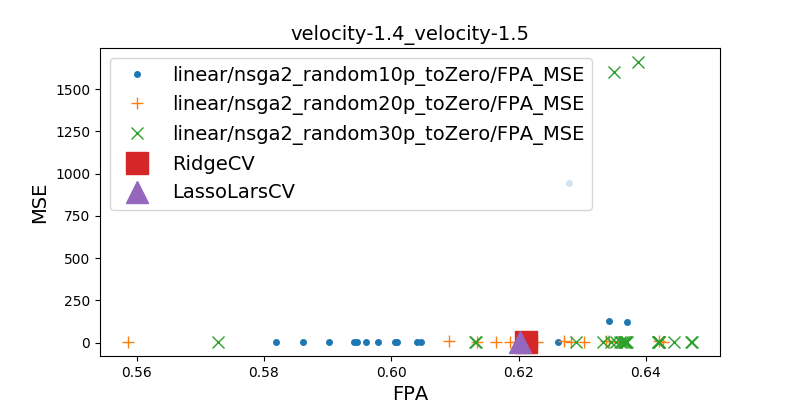 velocity-1.4_velocity-1.5
linear/nsga2_random10p_toZero/FPA_MSE
linear/nsga2_random20p_toZero/FPA_MSE
linear/nsga2_random30p_toZero/FPA_MSE
RidgeCV
LassoLarsCV
MSE
1500
1250
1000
750
500
250
0
0.56 0.58 0.60 0.62 0.64
FPA